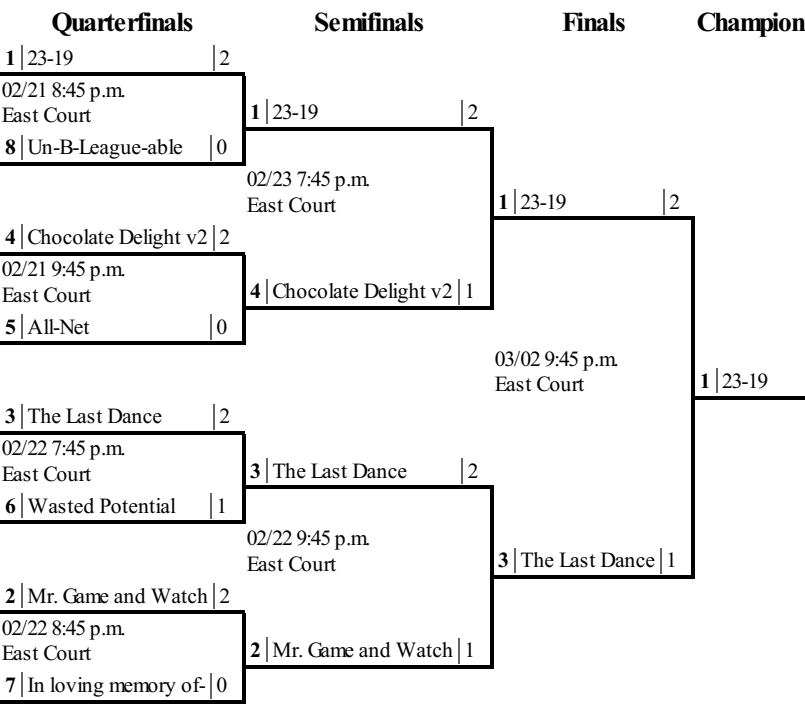 Quarterfinals Semifinals Finals Champion
1 23-19 2
02/21 8:45 p.m.
East Court
8 Un-B-League-able 0
4 Chocolate Delight v2 2
02/21 9:45 p.m.
East Court
5 All-Net 0
3 The Last Dance 2
02/22 7:45 p.m.
East Court
6 Wasted Potential 1
2 Mr. Game and Watch 2
02/22 8:45 p.m.
East Court
7 In loving memory of- 0
1 23-19 2
02/23 7:45 p.m.
East Court
4 Chocolate Delight v2 1
3 The Last Dance 2
02/22 9:45 p.m.
East Court
2 Mr. Game and Watch 1
1 23-19 2
03/02 9:45 p.m.
East Court
3 The Last Dance 1
1 23-19